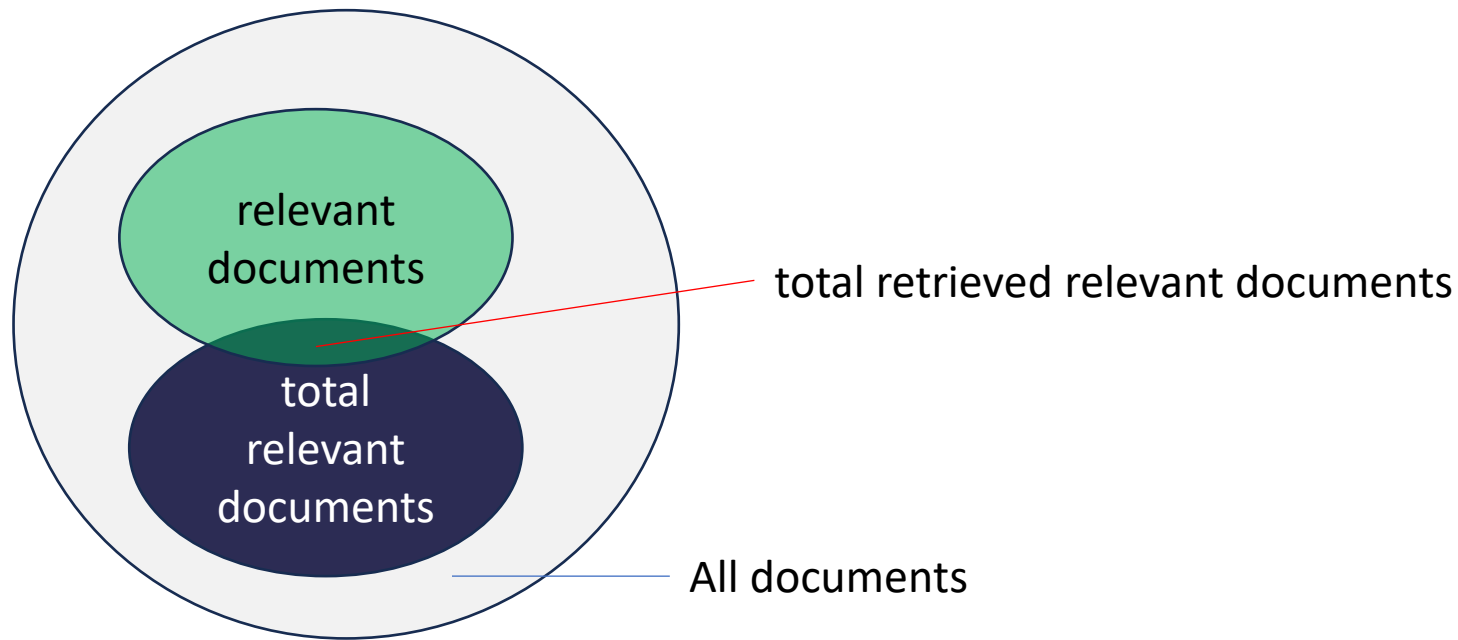 relevant
documents
total retrieved relevant documents
total
relevant
documents
All documents